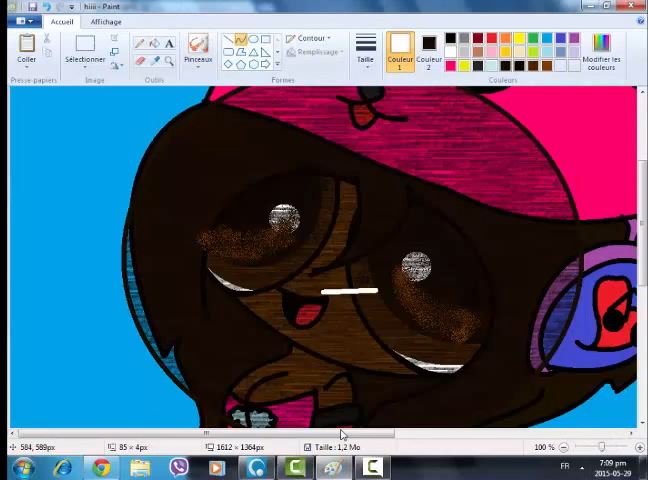 hiiii - Paint
Accueil
Affichage
Coller
Sélectionner
Pinceaux
Contour
Remplissage
Taille
Couleur 1
Couleur 2
Modifier les couleurs
Presse-papiers
Image
Outils
Formes
Couleurs
584, 589px
85 × 4px
1612 × 1364px
Taille : 1,2 Mo
100 %
FR
7:09 pm
2015-05-29